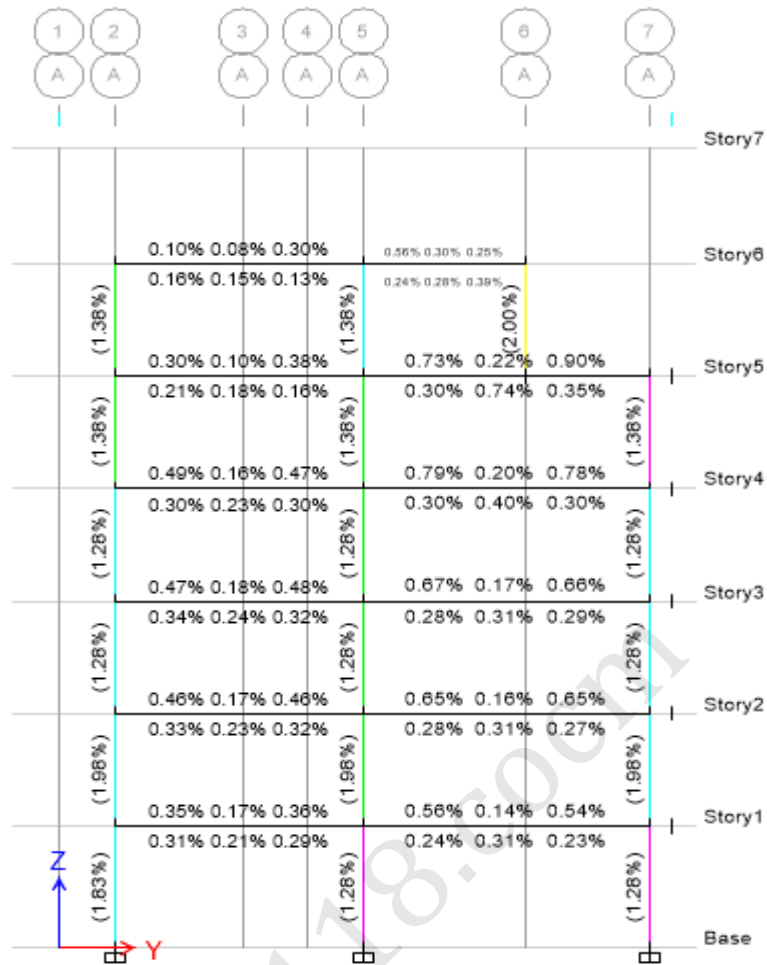 1 2 3 4 5 6 7
A A A A A A A
Story7
0.10% 0.08% 0.30% 0.56% 0.30% 0.25%
Story6
0.16% 0.15% 0.13% 0.24% 0.28% 0.39%
(1.38%) (1.38%) (2.00%)
0.30% 0.10% 0.38% 0.73% 0.22% 0.90%
Story5
0.21% 0.18% 0.16% 0.30% 0.74% 0.35%
(1.38%) (1.38%) (1.38%)
0.49% 0.16% 0.47% 0.79% 0.20% 0.78%
Story4
0.30% 0.23% 0.30% 0.30% 0.40% 0.30%
(1.28%) (1.28%) (1.28%)
0.47% 0.18% 0.48% 0.67% 0.17% 0.66%
Story3
0.34% 0.24% 0.32% 0.28% 0.31% 0.29%
(1.28%) (1.28%) (1.28%)
0.46% 0.17% 0.46% 0.65% 0.16% 0.65%
Story2
0.33% 0.23% 0.32% 0.28% 0.31% 0.27%
(1.98%) (1.98%) (1.98%)
0.35% 0.17% 0.36% 0.56% 0.14% 0.54%
Story1
0.31% 0.21% 0.29% 0.24% 0.31% 0.23%
Z
(1.83%) (1.28%) (1.28%)
Base
Y
118.cocm